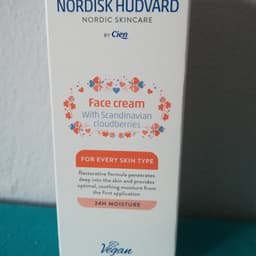 NORDISK HUDVÅRD
NORDIC SKINCARE
BY Cien
Face cream
With Scandinavian
cloudberries
FOR EVERY SKIN TYPE
Restorative formula penetrates
deep into the skin and provides
optimal, soothing moisture from
the first application
24H MOISTURE
Vegan